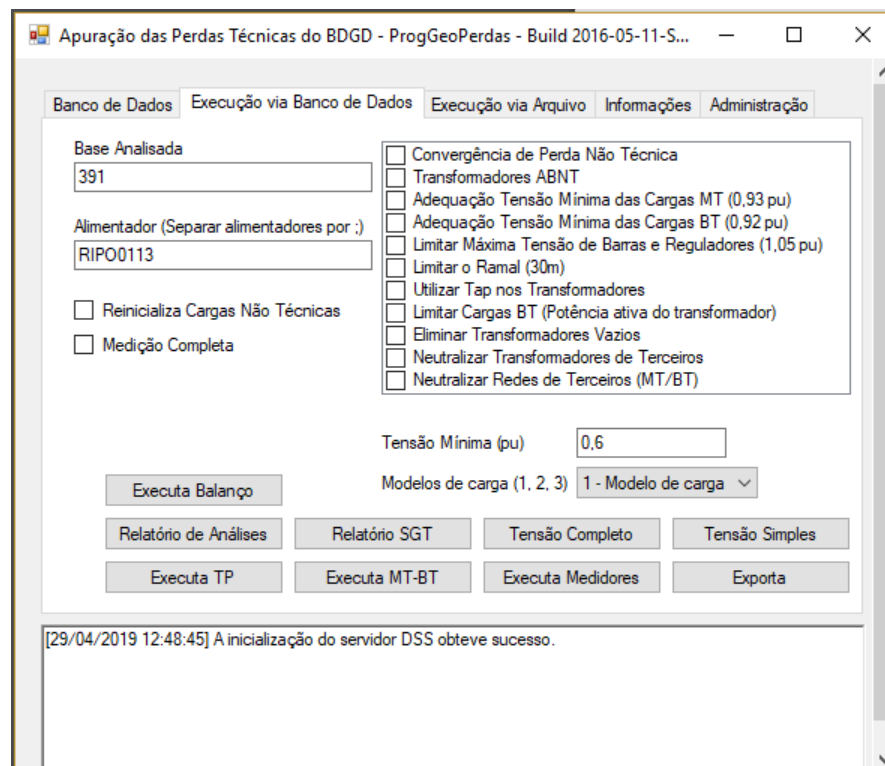 Apuração das Perdas Técnicas do BDGD - ProgGeoPerdas - Build 2016-05-11-S...
Banco de Dados Execução via Banco de Dados Execução via Arquivo Informações Administração
Base Analisada
391
Alimentador (Separar alimentadores por ;)
RIPO0113
Reinicializa Cargas Não Técnicas
Medição Completa
Convergência de Perda Não Técnica
Transformadores ABNT
Adequação Tensão Mínima das Cargas MT (0,93 pu)
Adequação Tensão Mínima das Cargas BT (0,92 pu)
Limitar Máxima Tensão de Barras e Reguladores (1,05 pu)
Limitar o Ramal (30m)
Utilizar Tap nos Transformadores
Limitar Cargas BT (Potência ativa do transformador)
Eliminar Transformadores Vazios
Neutralizar Transformadores de Terceiros
Neutralizar Redes de Terceiros (MT/BT)
Tensão Mínima (pu) 0,6
Modelos de carga (1, 2, 3) 1 - Modelo de carga
Executa Balanço
Relatório de Análises Relatório SGT Tensão Completo Tensão Simples
Executa TP Executa MT-BT Executa Medidores Exporta
[29/04/2019 12:48:45] A inicialização do servidor DSS obteve sucesso.